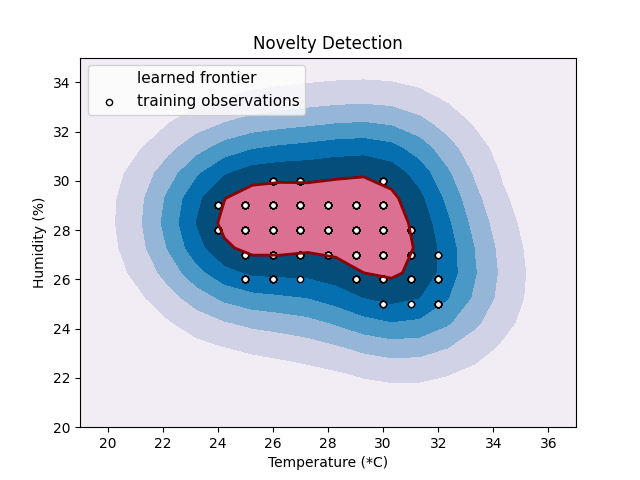 Novelty Detection
learned frontier
training observations
34
32
30
28
26
24
22
20
Humidity (%)
20 22 24 26 28 30 32 34 36
Temperature (*C)